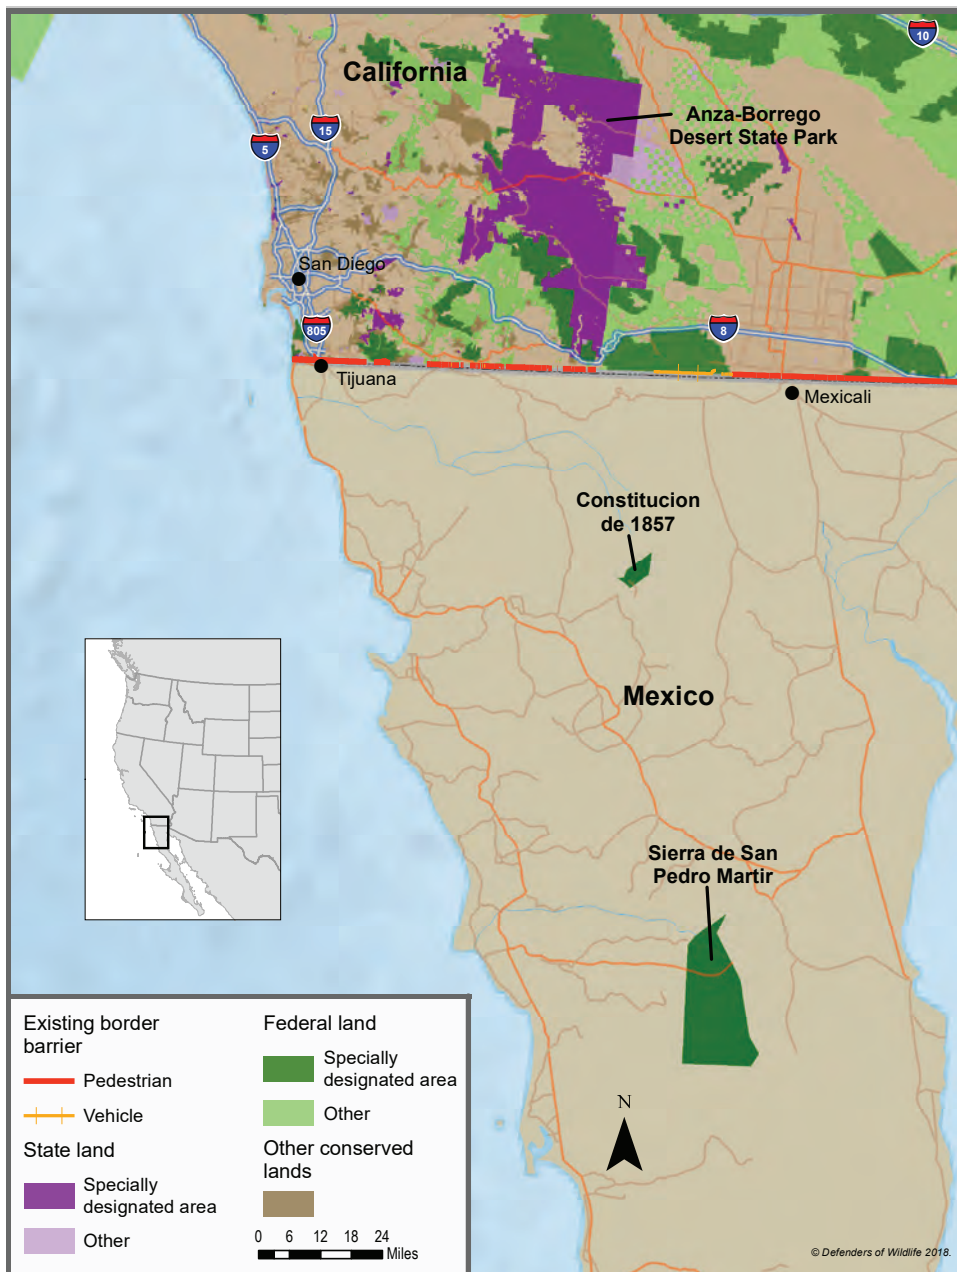 California
10
Anza-Borrego
Desert State Park
15
5
San Diego
805
8
Tijuana
Mexicali
Constitucion
de 1857
Mexico
Sierra de San
Pedro Martir
Existing border
barrier
Pedestrian
Vehicle
State land
Specially
designated area
Other
Federal land
Specially
designated area
Other
Other conserved
lands
0 6 12 18 24
Miles
N
© Defenders of Wildlife 2018.